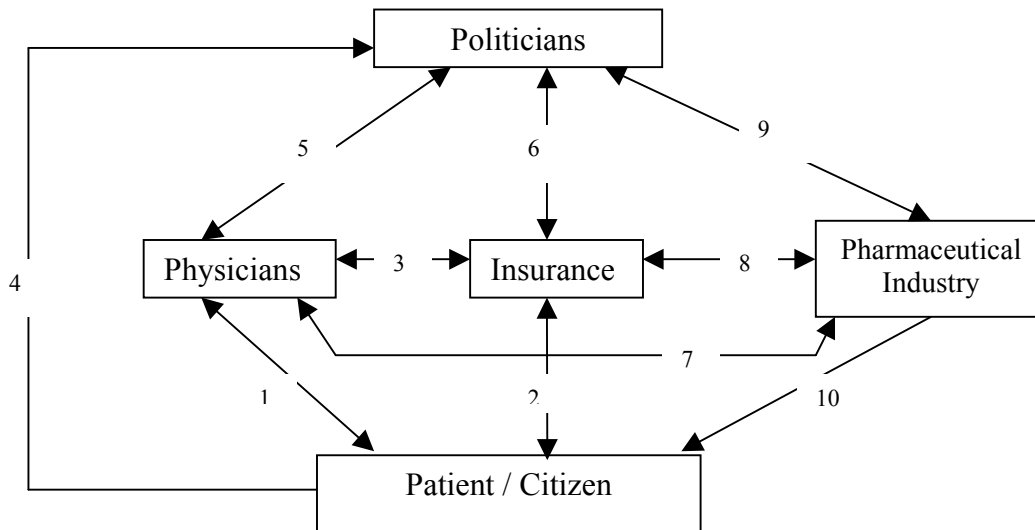 Politicians
9
5
6
Physicians
3
Insurance
8
Pharmaceutical
Industry
4
7
1
2
10
Patient / Citizen